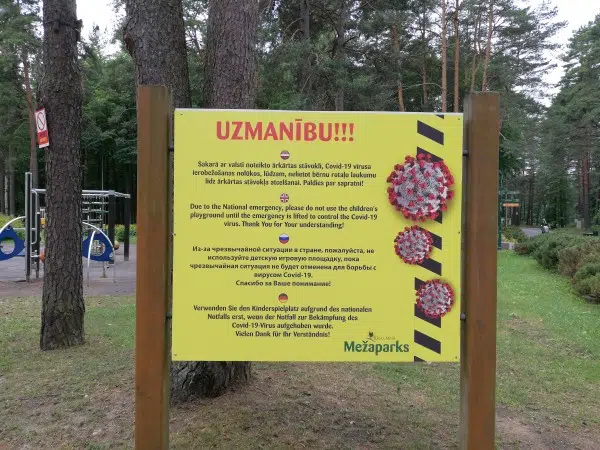 UZMANĪBU!!!
Sakarā ar valstī noteikto ārkārtas stāvokli, Covid-19 vīrusa
ierobežošanas nolūkos, lūdzam, nelietot bērnu rotaļu laukumu
līdz ārkārtas stāvokļa atcelšanai. Paldies par sapratni!
Due to the National emergency, please do not use the children's
playground until the emergency is lifted to control the Covid-19
virus. Thank You for Your understanding!
Из-за чрезвычайной ситуации в стране, пожалуйста, не
используйте детскую игровую площадку, пока
чрезвычайная ситуация не будет отменена для борьбы с
вирусом Covid-19.
Спасибо за Ваше понимание!
Verwenden Sie den Kinderspielplatz aufgrund des nationalen
Notfalls erst, wenn der Notfall zur Bekämpfung des
Covid-19-Virus aufgehoben wurde.
Vielen Dank für Ihr Verständnis!
Mežaparks